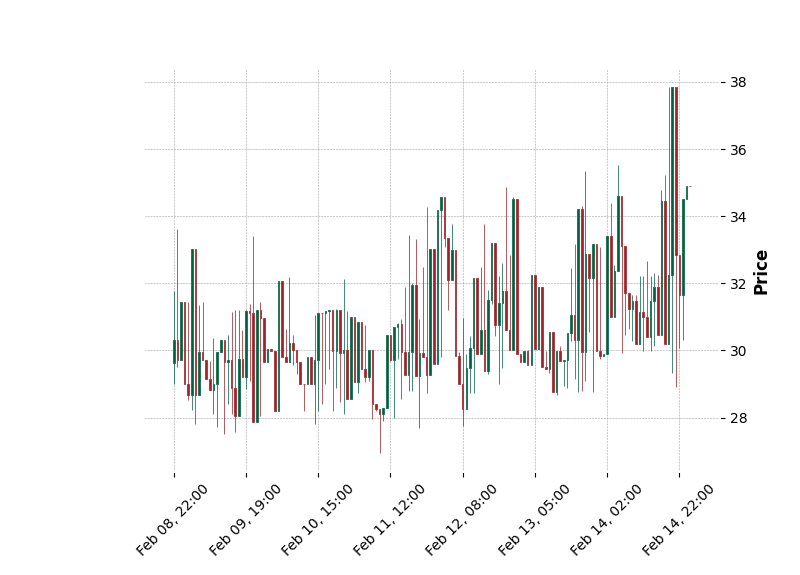 38
36
34
32
30
28
Price
Feb 08, 22:00
Feb 09, 19:00
Feb 10, 15:00
Feb 11, 12:00
Feb 12, 08:00
Feb 13, 05:00
Feb 14, 02:00
Feb 14, 22:00